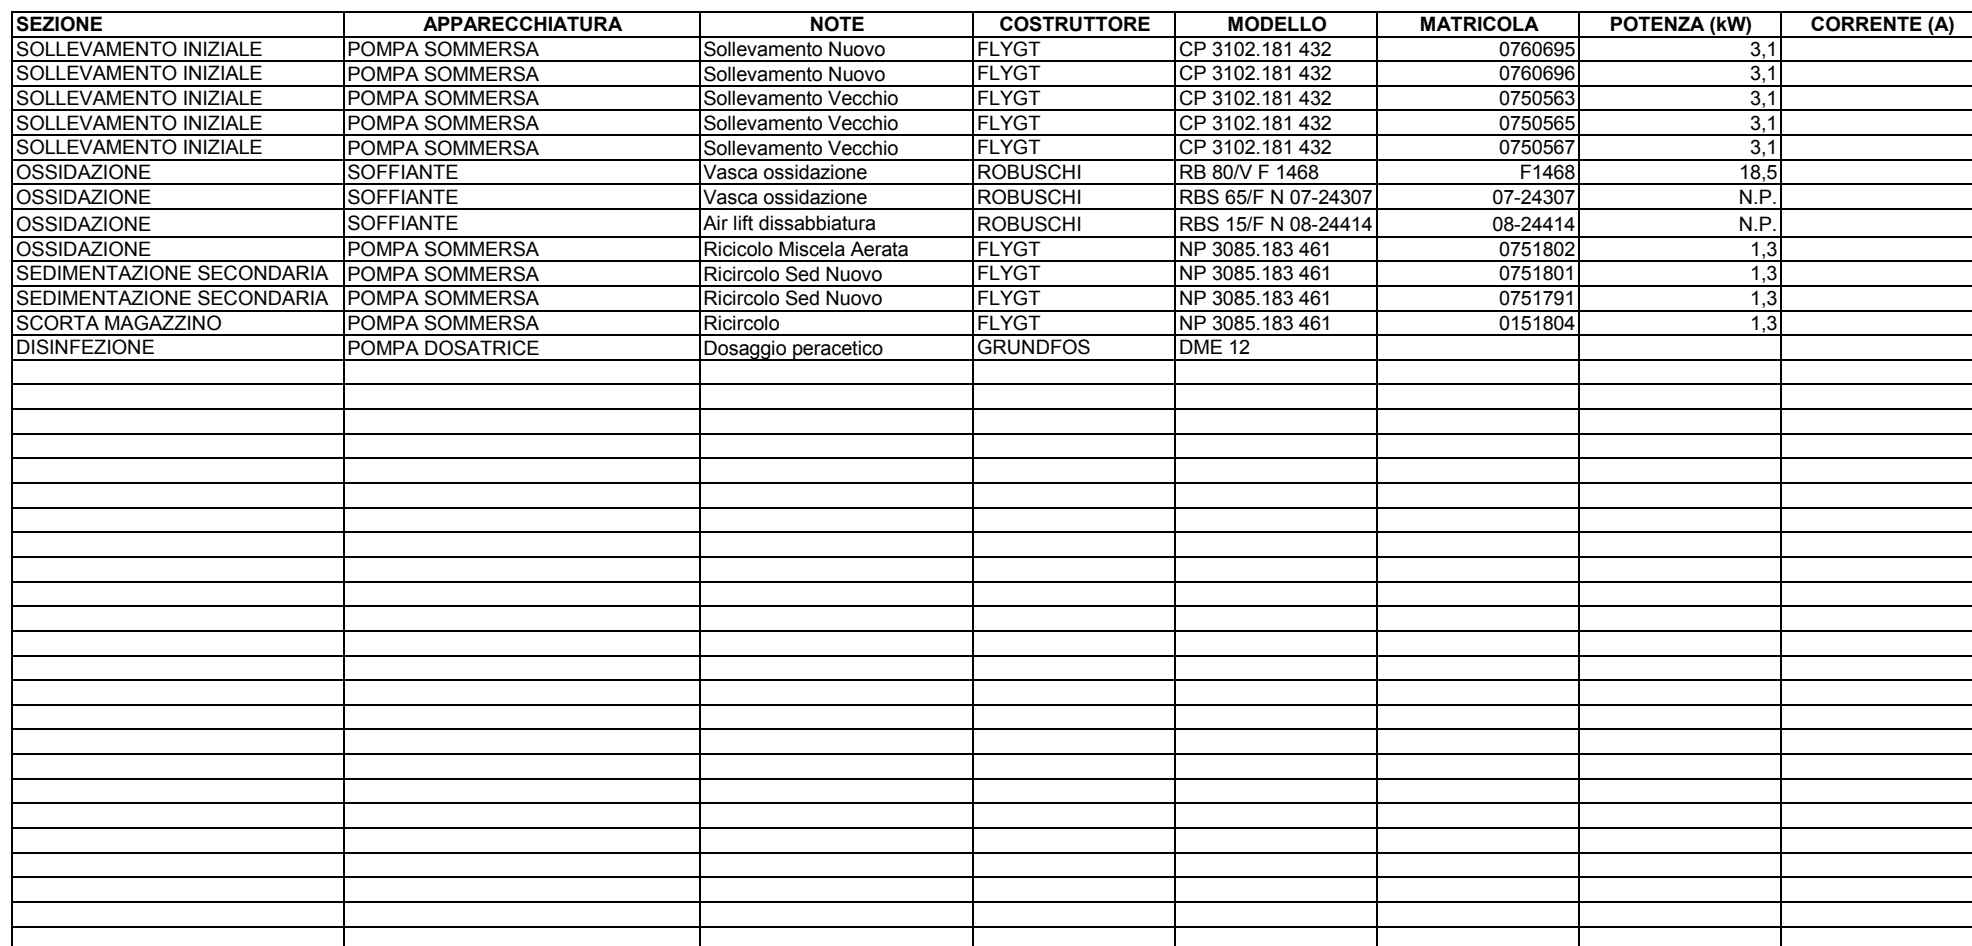 SEZIONE APPARECCHIATURA NOTE COSTRUTTORE MODELLO MATRICOLA POTENZA (kW) CORRENTE (A)
SOLLEVAMENTO INIZIALE POMPA SOMMERSA Sollevamento Nuovo FLYGT CP 3102.181 432 0760695 3,1
SOLLEVAMENTO INIZIALE POMPA SOMMERSA Sollevamento Nuovo FLYGT CP 3102.181 432 0760696 3,1
SOLLEVAMENTO INIZIALE POMPA SOMMERSA Sollevamento Vecchio FLYGT CP 3102.181 432 0750563 3,1
SOLLEVAMENTO INIZIALE POMPA SOMMERSA Sollevamento Vecchio FLYGT CP 3102.181 432 0750565 3,1
SOLLEVAMENTO INIZIALE POMPA SOMMERSA Sollevamento Vecchio FLYGT CP 3102.181 432 0750567 3,1
OSSIDAZIONE SOFFIANTE Vasca ossidazione ROBUSCHI RB 80/V F 1468 F1468 18,5
OSSIDAZIONE SOFFIANTE Vasca ossidazione ROBUSCHI RBS 65/F N 07-24307 07-24307 N.P.
OSSIDAZIONE SOFFIANTE Air lift dissabbiatura ROBUSCHI RBS 15/F N 08-24414 08-24414 N.P.
OSSIDAZIONE POMPA SOMMERSA Ricicolo Miscela Aerata FLYGT NP 3085.183 461 0751802 1,3
SEDIMENTAZIONE SECONDARIA POMPA SOMMERSA Ricircolo Sed Nuovo FLYGT NP 3085.183 461 0751801 1,3
SEDIMENTAZIONE SECONDARIA POMPA SOMMERSA Ricircolo Sed Nuovo FLYGT NP 3085.183 461 0751791 1,3
SCORTA MAGAZZINO POMPA SOMMERSA Ricircolo FLYGT NP 3085.183 461 0151804 1,3
DISINFEZIONE POMPA DOSATRICE Dosaggio peracetico GRUNDFOS DME 12